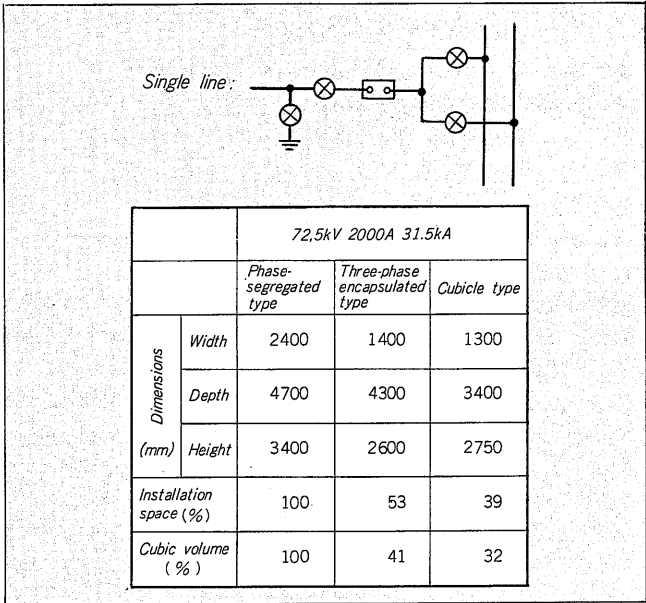 Single line:
72,5kV 2000A 31.5kA
Phase-segregated type
Three-phase encapsulated type
Cubicle type
Dimensions (mm)
Width 2400 1400 1300
Depth 4700 4300 3400
Height 3400 2600 2750
Installation space (%) 100 53 39
Cubic volume (%) 100 41 32